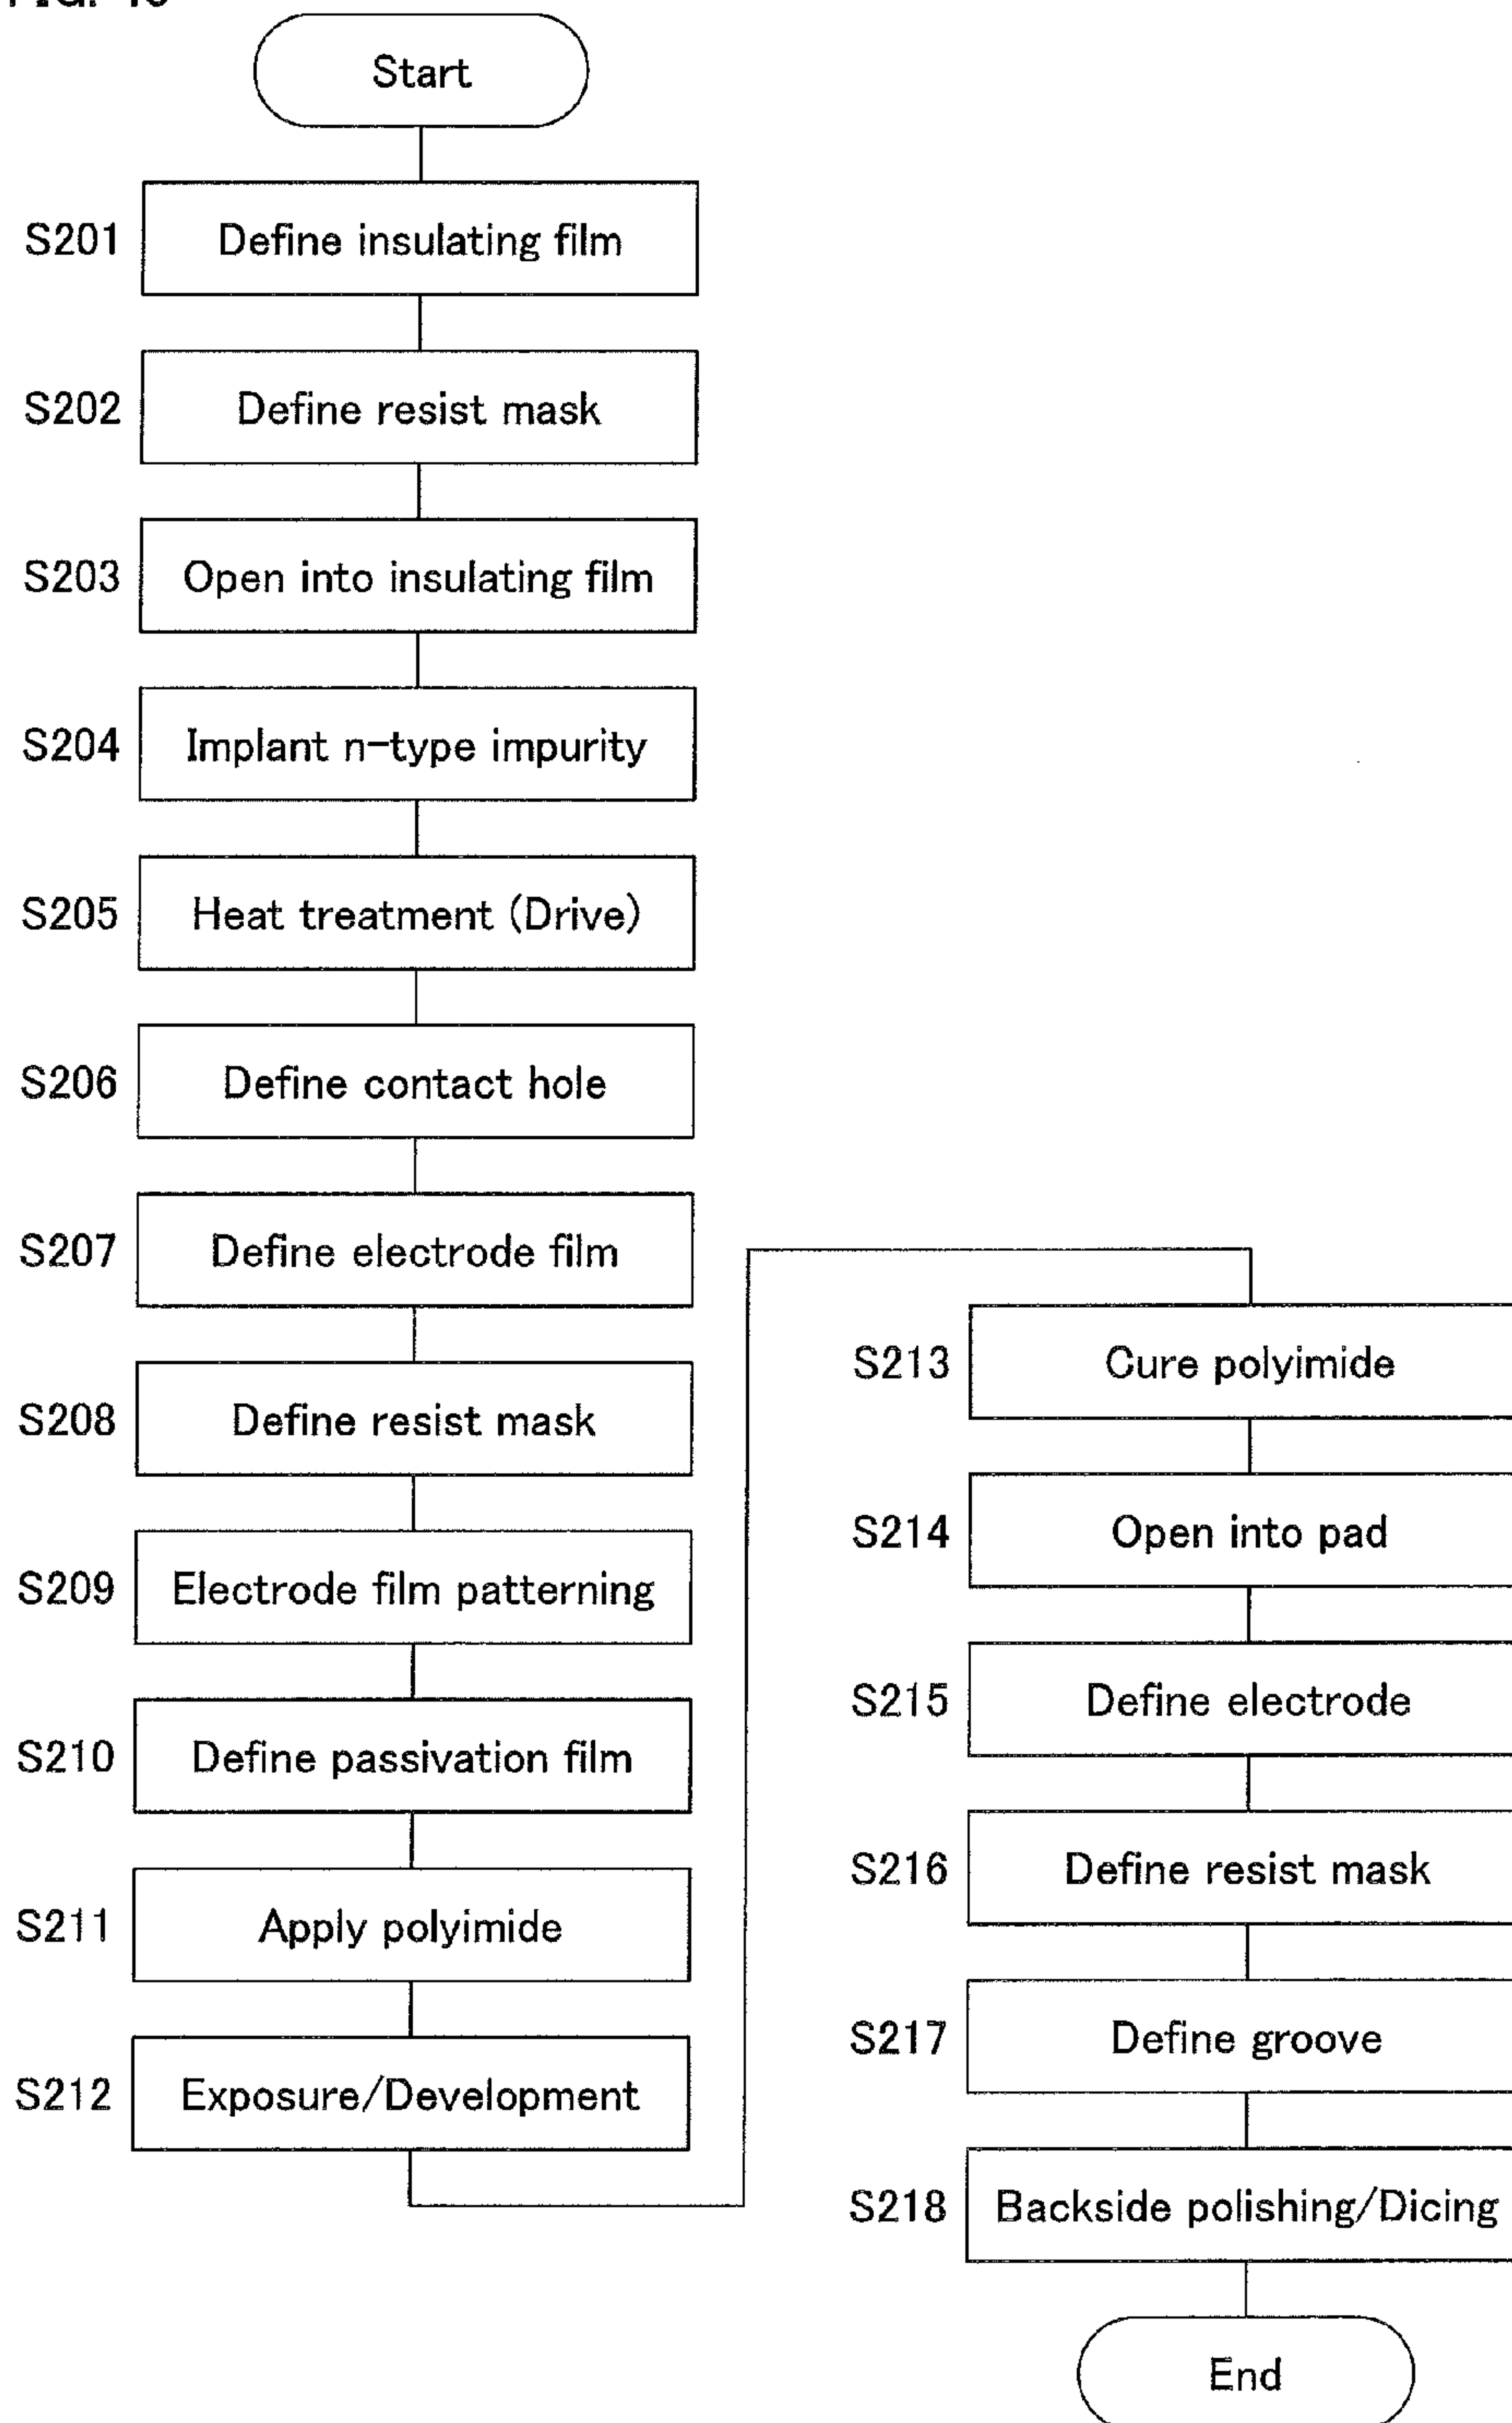 Start
S201 Define insulating film
S202 Define resist mask
S203 Open into insulating film
S204 Implant n-type impurity
S205 Heat treatment (Drive)
S206 Define contact hole
S207 Define electrode film
S208 Define resist mask
S209 Electrode film patterning
S210 Define passivation film
S211 Apply polyimide
S212 Exposure/Development
S213 Cure polyimide
S214 Open into pad
S215 Define electrode
S216 Define resist mask
S217 Define groove
S218 Backside polishing/Dicing
End